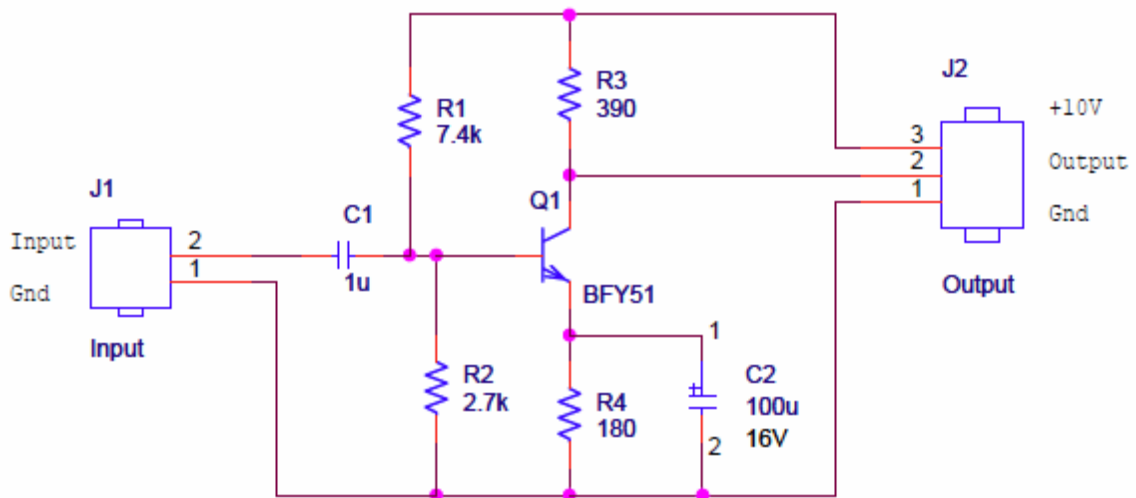 R1
7.4k
R3
390
J2
+10V
3
Output
2
1
Gnd
Output
J1
Input
2
Gnd
1
Input
C1
1u
Q1
BFY51
R2
2.7k
R4
180
1
C2
100u
16V
2